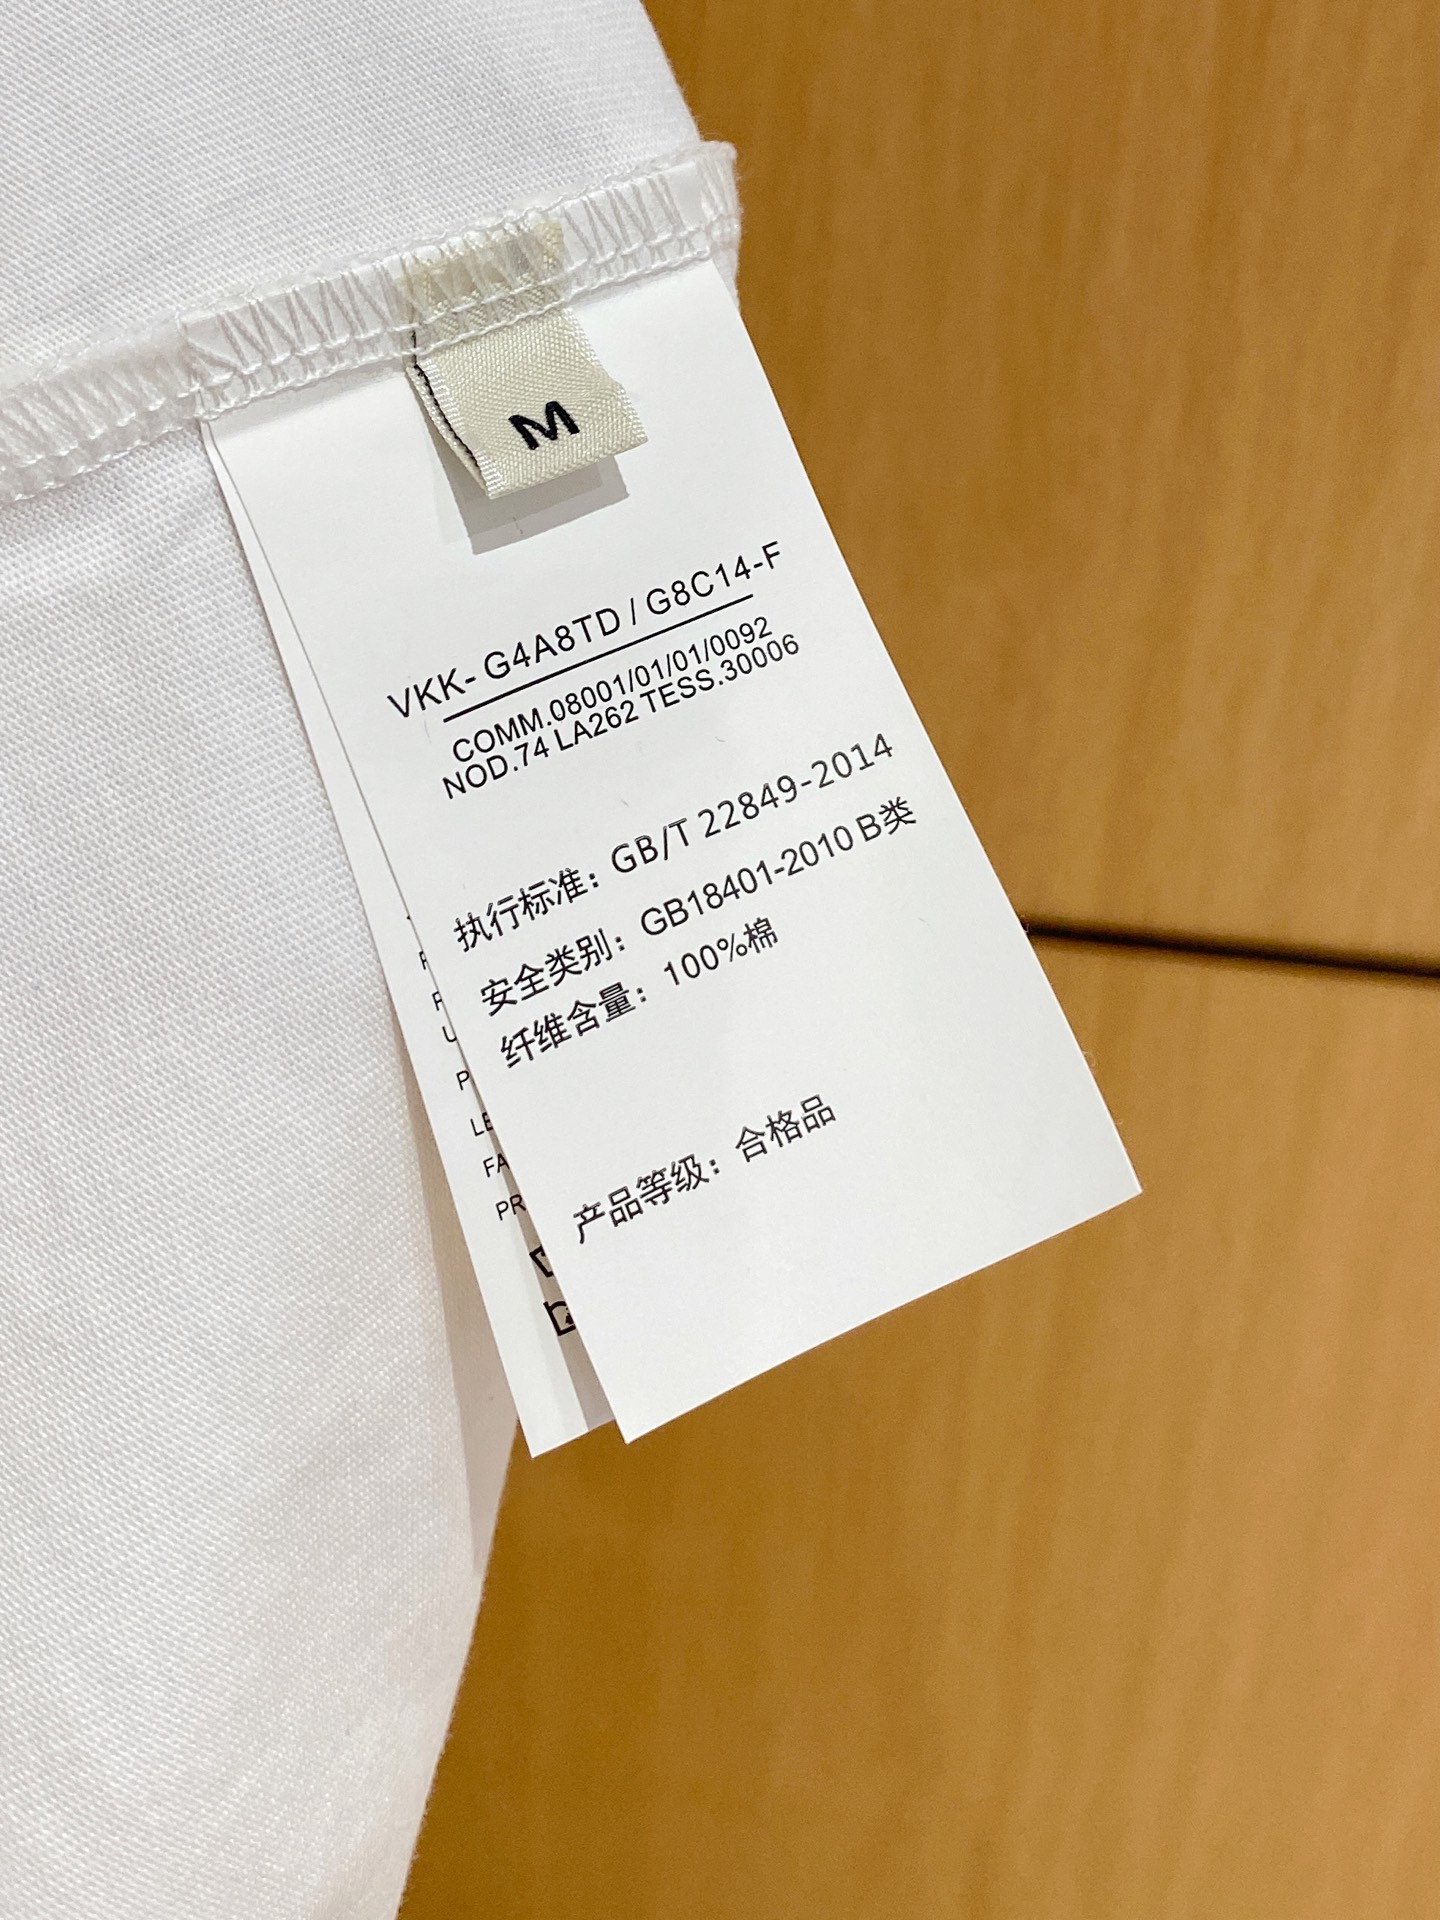 M
VKK- G4A8TD / G8C14-F
COMM.08001/01/01/0092
NOD.74 LA262 TESS.30006
执行标准：GB/T 22849-2014
安全类别：GB18401-2010 B类
纤维含量：100%棉
产品等级：合格品